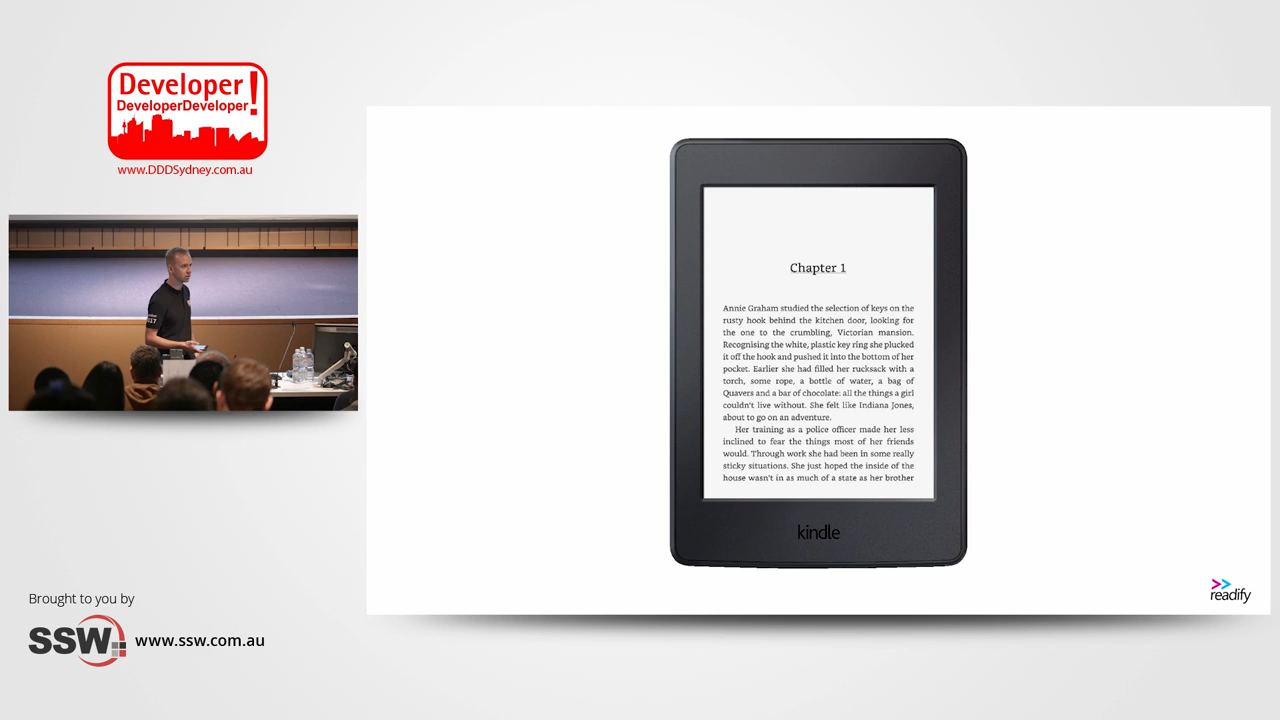 Developer!
DeveloperDeveloper
www.DDDSydney.com.au
Chapter 1
Annie Graham studied the selection of keys on the
rusty hook behind the kitchen door, looking for
the one to the crumbling, Victorian mansion.
Recognising the white, plastic key ring she plucked
it off the hook and pushed it into the bottom of her
pocket. Earlier she had filled her rucksack with a
torch, some rope, a bottle of water, a bag of
Quavers and a bar of chocolate: all the things a girl
couldn't live without. She felt like Indiana Jones,
about to go on an adventure.
Her training as a police officer made her less
inclined to fear the things most of her friends
would. Through work she had been in some really
sticky situations. She just hoped the inside of the
house wasn't in as much of a state as her brother
kindle
readify
Brought to you by
SSW www.ssw.com.au